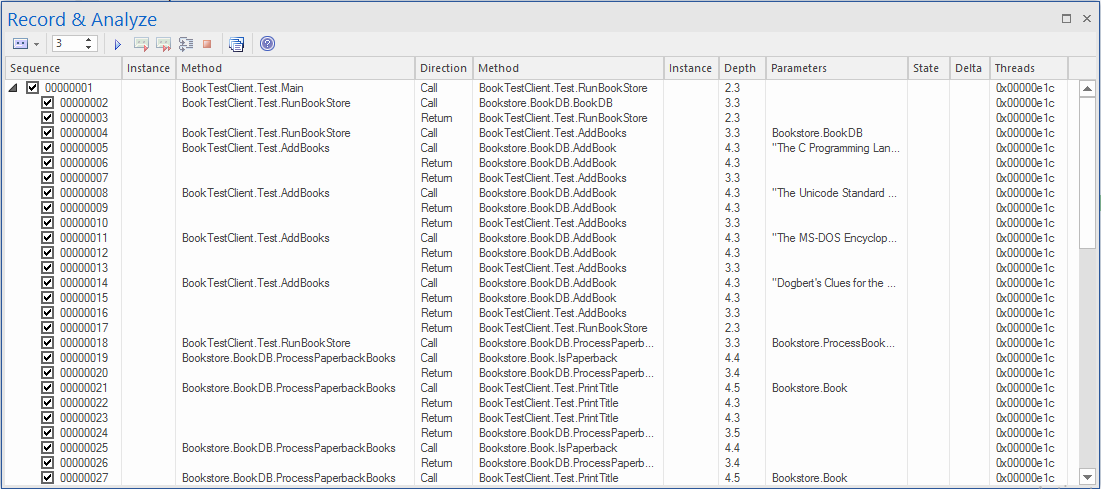 Record & Analyze
3
Sequence Instance Method Direction Method Instance Depth Parameters State Delta Threads
00000001 BookTestClient.Test.Main Call BookTestClient.Test.RunBookStore 2.3 0x00000e1c
00000002 BookTestClient.Test.RunBookStore Call Bookstore.BookDB.BookDB 3.3 0x00000e1c
00000003 Return BookTestClient.Test.RunBookStore 2.3 0x00000e1c
00000004 BookTestClient.Test.RunBookStore Call BookTestClient.Test.AddBooks 3.3 Bookstore.BookDB 0x00000e1c
00000005 BookTestClient.Test.AddBooks Call Bookstore.BookDB.AddBook 4.3 "The C Programming Lan... 0x00000e1c
00000006 Return Bookstore.BookDB.AddBook 4.3 0x00000e1c
00000007 Return BookTestClient.Test.AddBooks 3.3 0x00000e1c
00000008 BookTestClient.Test.AddBooks Call Bookstore.BookDB.AddBook 4.3 "The Unicode Standard ... 0x00000e1c
00000009 Return Bookstore.BookDB.AddBook 4.3 0x00000e1c
00000010 Return BookTestClient.Test.AddBooks 3.3 0x00000e1c
00000011 BookTestClient.Test.AddBooks Call Bookstore.BookDB.AddBook 4.3 "The MS-DOS Encyclop... 0x00000e1c
00000012 Return Bookstore.BookDB.AddBook 4.3 0x00000e1c
00000013 Return BookTestClient.Test.AddBooks 3.3 0x00000e1c
00000014 BookTestClient.Test.AddBooks Call Bookstore.BookDB.AddBook 4.3 "Dogbert's Clues for the ... 0x00000e1c
00000015 Return Bookstore.BookDB.AddBook 4.3 0x00000e1c
00000016 Return BookTestClient.Test.AddBooks 3.3 0x00000e1c
00000017 Return BookTestClient.Test.RunBookStore 2.3 0x00000e1c
00000018 BookTestClient.Test.RunBookStore Call Bookstore.BookDB.ProcessPaperb... 3.3 Bookstore.ProcessBook... 0x00000e1c
00000019 Bookstore.BookDB.ProcessPaperbackBooks Call Bookstore.Book.IsPaperback 4.4 0x00000e1c
00000020 Return Bookstore.BookDB.ProcessPaperb... 3.4 0x00000e1c
00000021 Bookstore.BookDB.ProcessPaperbackBooks Call BookTestClient.Test.PrintTitle 4.5 Bookstore.Book 0x00000e1c
00000022 Return BookTestClient.Test.PrintTitle 4.3 0x00000e1c
00000023 Return BookTestClient.Test.PrintTitle 4.3 0x00000e1c
00000024 Return Bookstore.BookDB.ProcessPaperb... 3.5 0x00000e1c
00000025 Bookstore.BookDB.ProcessPaperbackBooks Call Bookstore.Book.IsPaperback 4.4 0x00000e1c
00000026 Return Bookstore.BookDB.ProcessPaperb... 3.4 0x00000e1c
00000027 Bookstore.BookDB.ProcessPaperbackBooks Call BookTestClient.Test.PrintTitle 4.5 Bookstore.Book 0x00000e1c